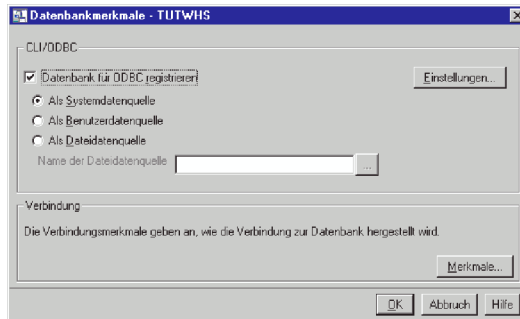 Datenbankmerkmale - TUTWHS
CLI/ODBC
Datenbank für ODBC registrieren
Einstellungen...
Als Systemdatenquelle
Als Benutzerdatenquelle
Als Dateidatenquelle
Name der Dateidatenquelle
...
Verbindung
Die Verbindungsmerkmale geben an, wie die Verbindung zur Datenbank hergestellt wird.
Merkmale...
OK Abbruch Hilfe